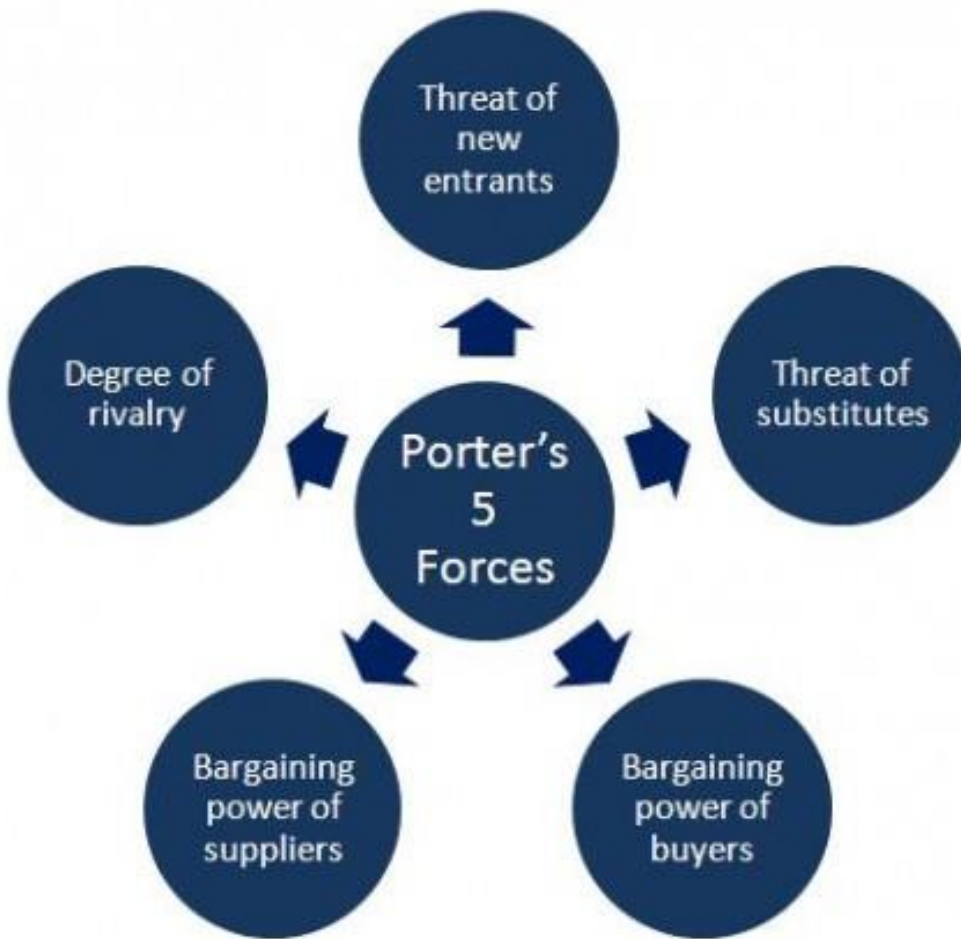 Threat of
new
entrants
Degree of
rivalry
Threat of
substitutes
Porter’s
5
Forces
Bargaining
power of
suppliers
Bargaining
power of
buyers